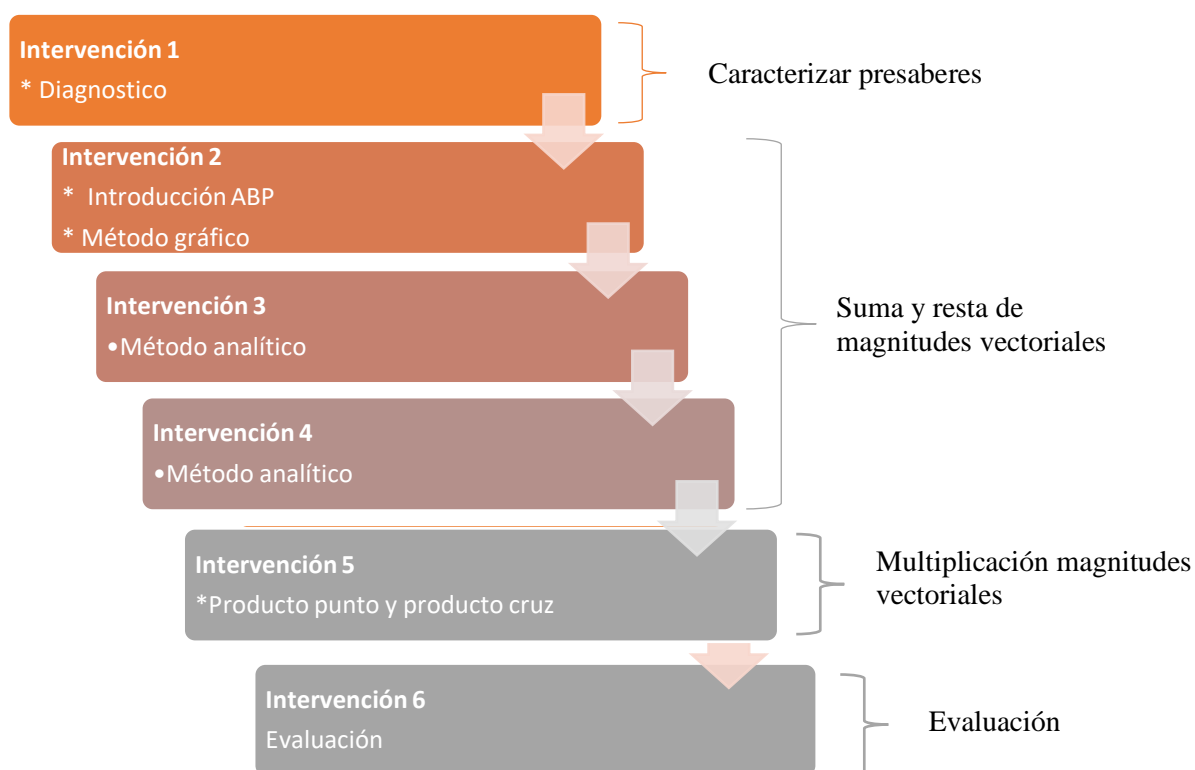 Intervención 1
* Diagnostico
Caracterizar presaberes
Intervención 2
* Introducción ABP
* Método gráfico
Intervención 3
•Método analítico
Suma y resta de
magnitudes vectoriales
Intervención 4
•Método analítico
Intervención 5
*Producto punto y producto cruz
Multiplicación magnitudes
vectoriales
Intervención 6
Evaluación
Evaluación